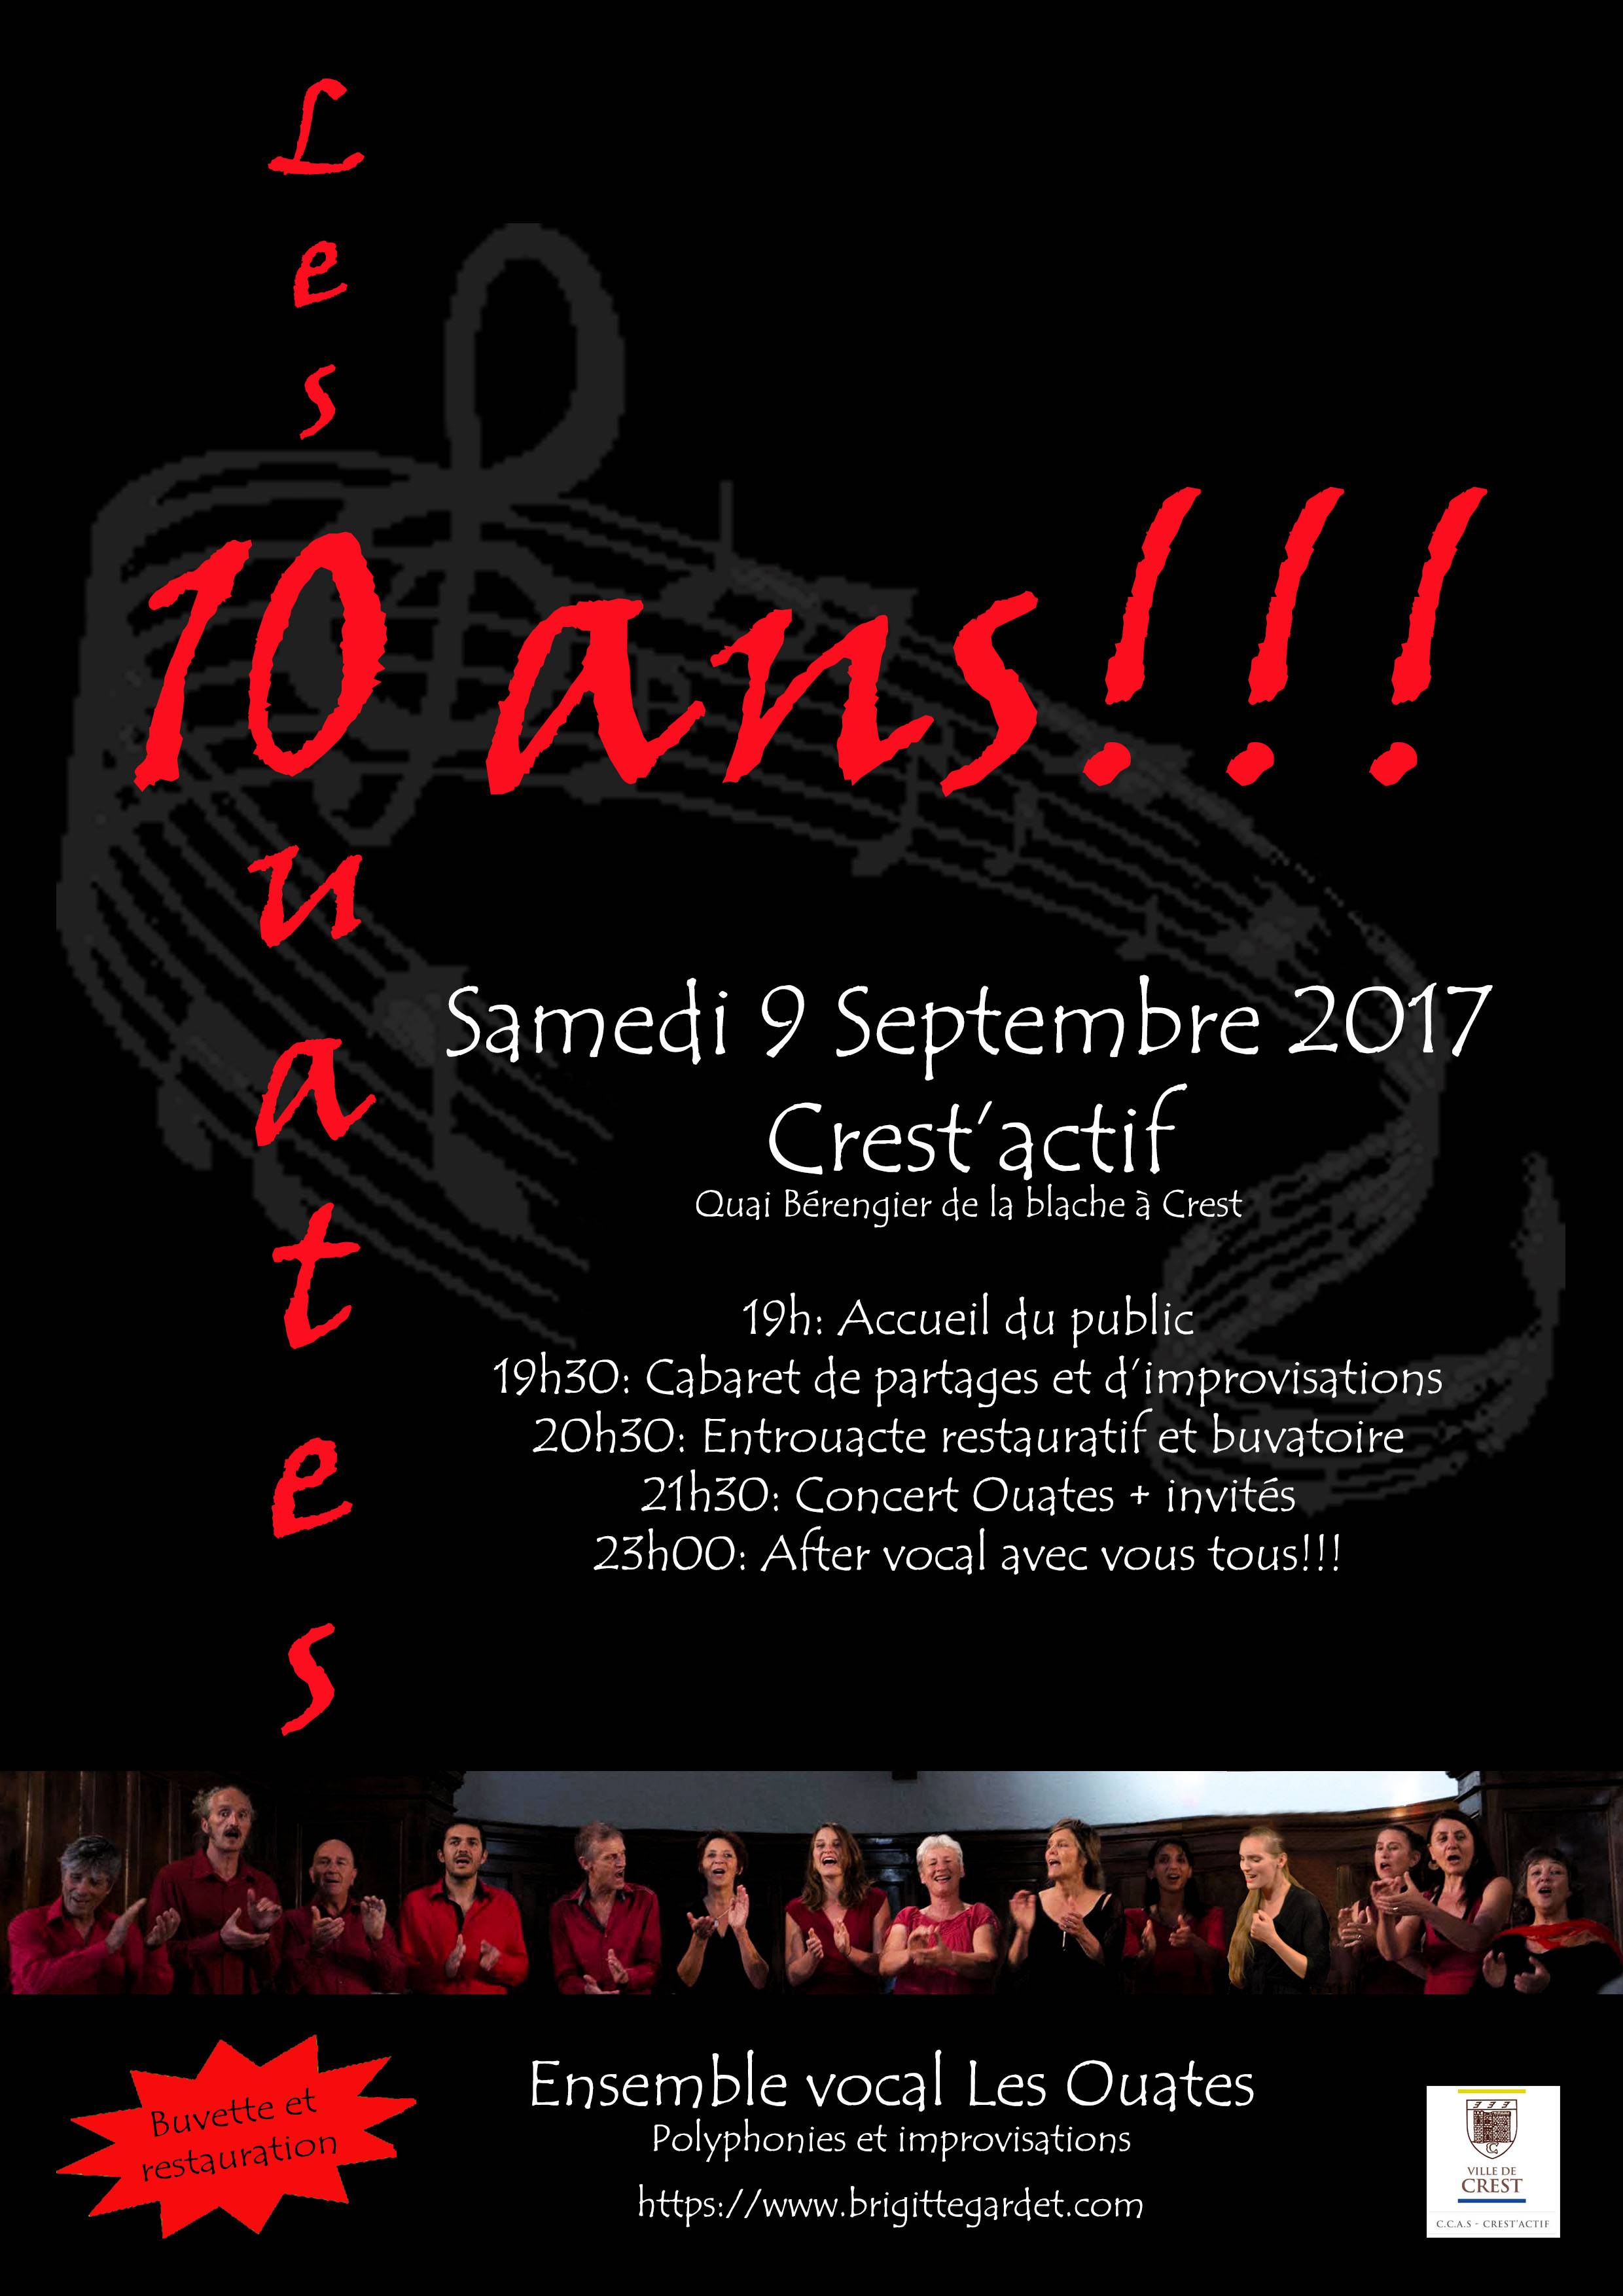 Les
10 ans!!!
uates
Samedi 9 Septembre 2017
Crest'actif
Quai Bérengier de la blache à Crest
19h: Accueil du public
19h30: Cabaret de partages et d'improvisations
20h30: Entrouacte restauratif et buvatoire
21h30: Concert Ouates + invités
23h00: After vocal avec vous tous!!!
Buvette et
restauration
Ensemble vocal Les Ouates
Polyphonies et improvisations
https://www.brigittegardet.com
VILLE DE
CREST
C.C.A.S - CREST'ACTIF